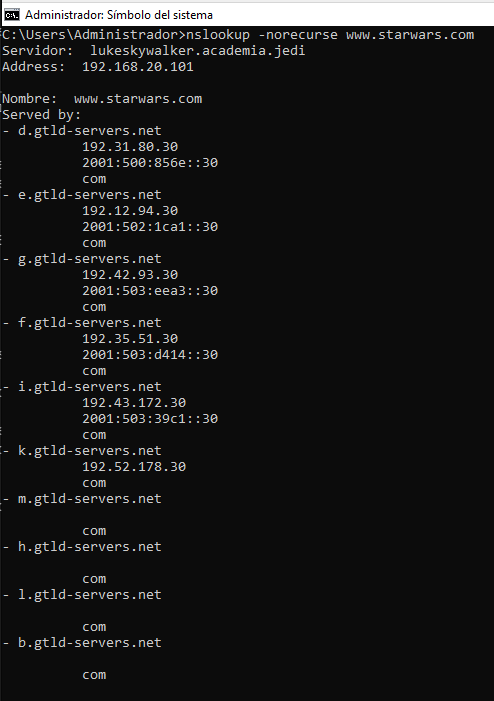 Administrador: Símbolo del sistema
C:\Users\Administrador>nslookup -norecurse www.starwars.com
Servidor:  lukeskywalker.academia.jedi
Address:  192.168.20.101

Nombre:  www.starwars.com
Served by:
- d.gtld-servers.net
          192.31.80.30
          2001:500:856e::30
          com
- e.gtld-servers.net
          192.12.94.30
          2001:502:1ca1::30
          com
- g.gtld-servers.net
          192.42.93.30
          2001:503:eea3::30
          com
- f.gtld-servers.net
          192.35.51.30
          2001:503:d414::30
          com
- i.gtld-servers.net
          192.43.172.30
          2001:503:39c1::30
          com
- k.gtld-servers.net
          192.52.178.30
          com
- m.gtld-servers.net

          com
- h.gtld-servers.net

          com
- l.gtld-servers.net

          com
- b.gtld-servers.net

          com